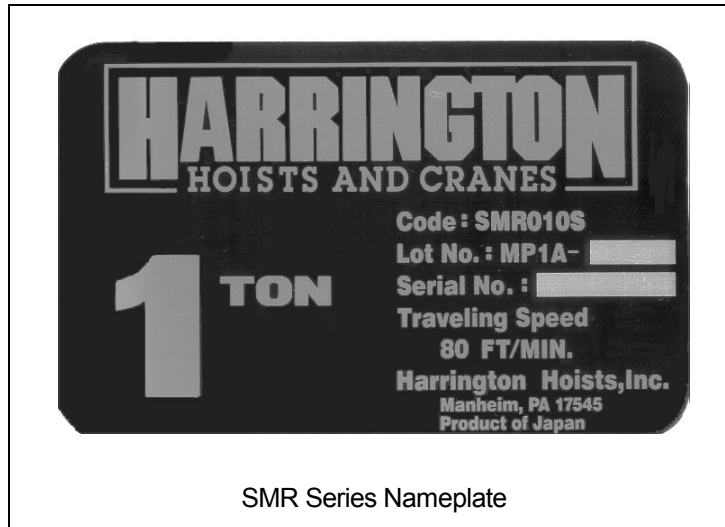 HARRINGTON
HOISTS AND CRANES
1 TON
Code: SMR010S
Lot No.: MP1A-
Serial No.:
Traveling Speed
80 FT/MIN.
Harrington Hoists,Inc.
Manheim, PA 17545
Product of Japan
SMR Series Nameplate